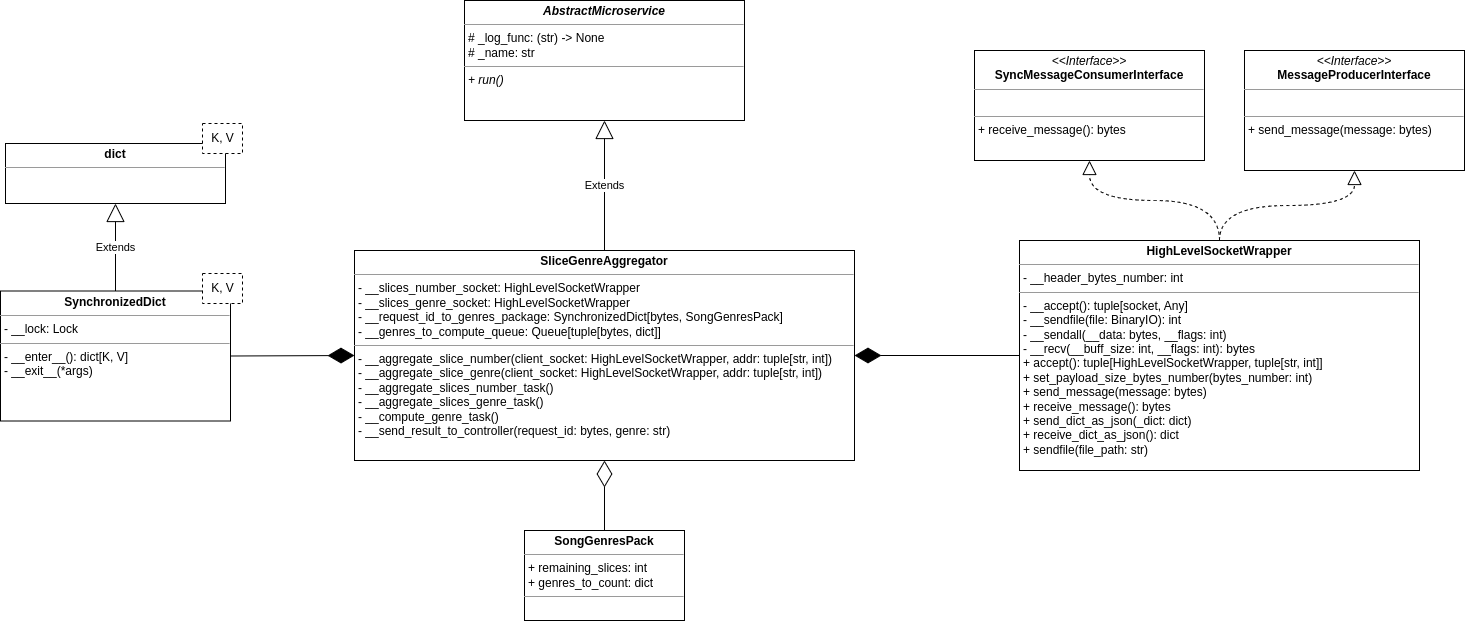 AbstractMicroservice
# _log_func: (str) -> None
# _name: str
+ run()
<<Interface>>
SyncMessageConsumerInterface
+ receive_message(): bytes
<<Interface>>
MessageProducerInterface
+ send_message(message: bytes)
K, V
dict
Extends
Extends
K, V
SynchronizedDict
- __lock: Lock
- __enter__(): dict[K, V]
- __exit__(*args)
SliceGenreAggregator
- __slices_number_socket: HighLevelSocketWrapper
- __slices_genre_socket: HighLevelSocketWrapper
- __request_id_to_genres_package: SynchronizedDict[bytes, SongGenresPack]
- __genres_to_compute_queue: Queue[tuple[bytes, dict]]
- __aggregate_slice_number(client_socket: HighLevelSocketWrapper, addr: tuple[str, int])
- __aggregate_slice_genre(client_socket: HighLevelSocketWrapper, addr: tuple[str, int])
- __aggregate_slices_number_task()
- __aggregate_slices_genre_task()
- __compute_genre_task()
- __send_result_to_controller(request_id: bytes, genre: str)
HighLevelSocketWrapper
- __header_bytes_number: int
- __accept(): tuple[socket, Any]
- __sendfile(file: BinaryIO): int
- __sendall(__data: bytes, __flags: int)
- __recv(__buff_size: int, __flags: int): bytes
+ accept(): tuple[HighLevelSocketWrapper, tuple[str, int]]
+ set_payload_size_bytes_number(bytes_number: int)
+ send_message(message: bytes)
+ receive_message(): bytes
+ send_dict_as_json(_dict: dict)
+ receive_dict_as_json(): dict
+ sendfile(file_path: str)
SongGenresPack
+ remaining_slices: int
+ genres_to_count: dict